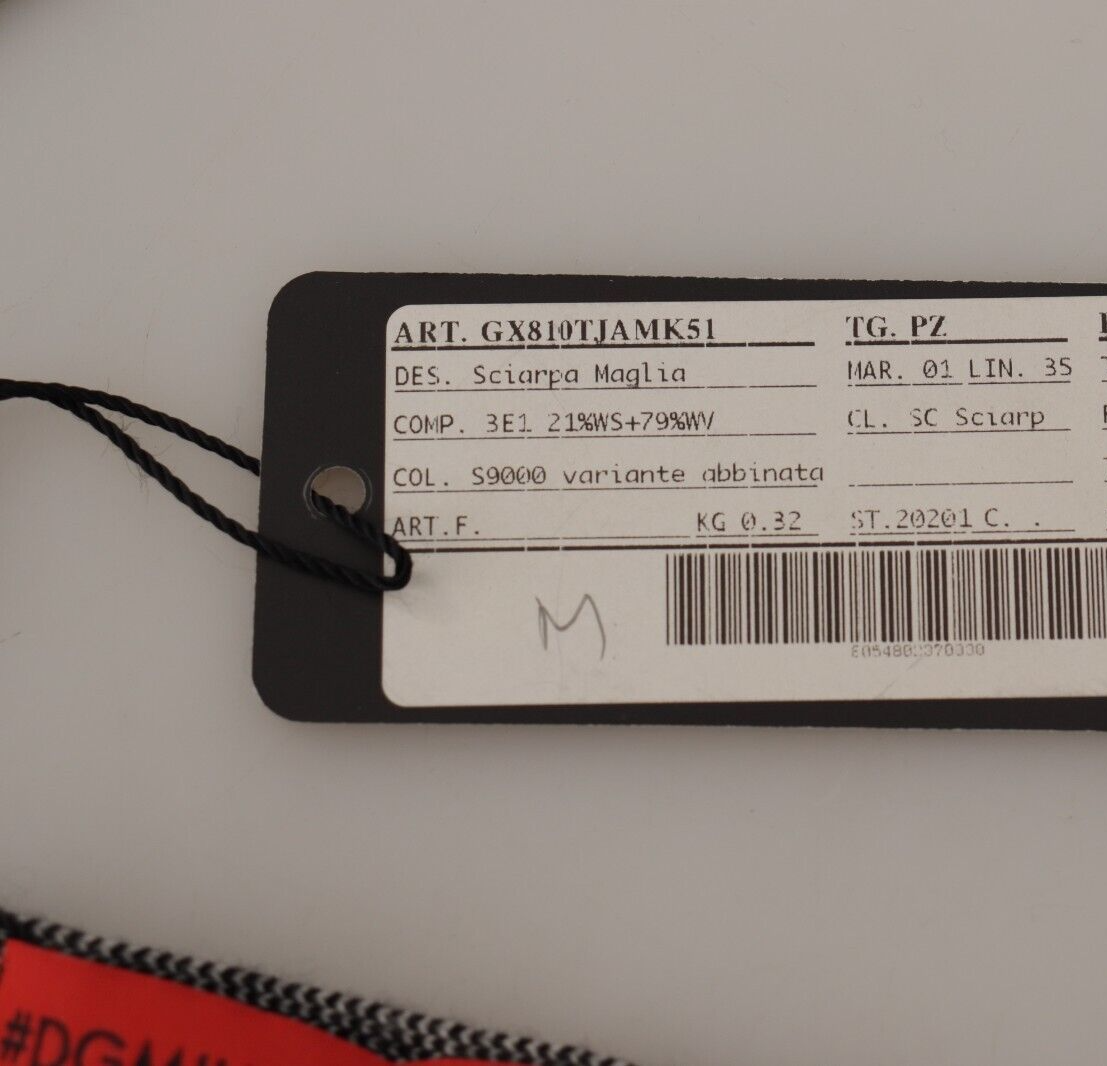 ART. GX810TJAMK51 TG. PZ
DES. Sciarpa Maglia MAR. 01 LIN. 35
COMP. 3E1 21%WS+79%WV CL. SC Sciarp
COL. S9000 variante abbinata
ART.F. KG 0.32 ST.20201 C. .
M